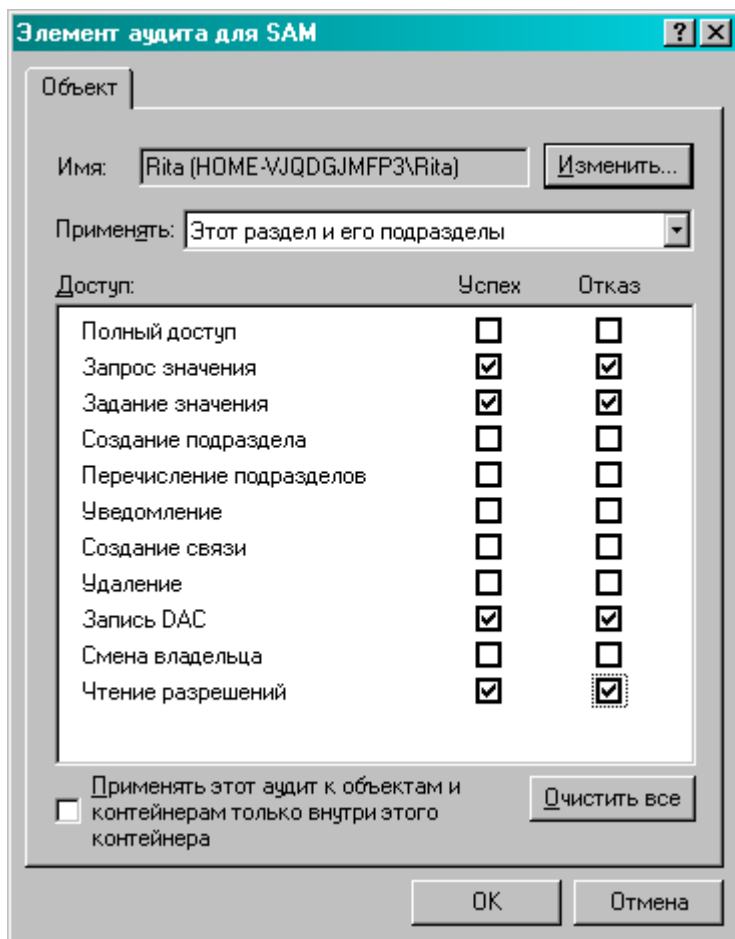 Элемент аудита для SAM
Объект
Имя: Rita (HOME-VJQDGJMFP3\Rita) Изменить...
Применять: Этот раздел и его подразделы
Доступ: Успех Отказ
Полный доступ
Запрос значения
Задание значения
Создание подраздела
Перечисление подразделов
Уведомление
Создание связи
Удаление
Запись DAC
Смена владельца
Чтение разрешений
Применять этот аудит к объектам и
контейнерам только внутри этого
контейнера
Очистить все
OK Отмена